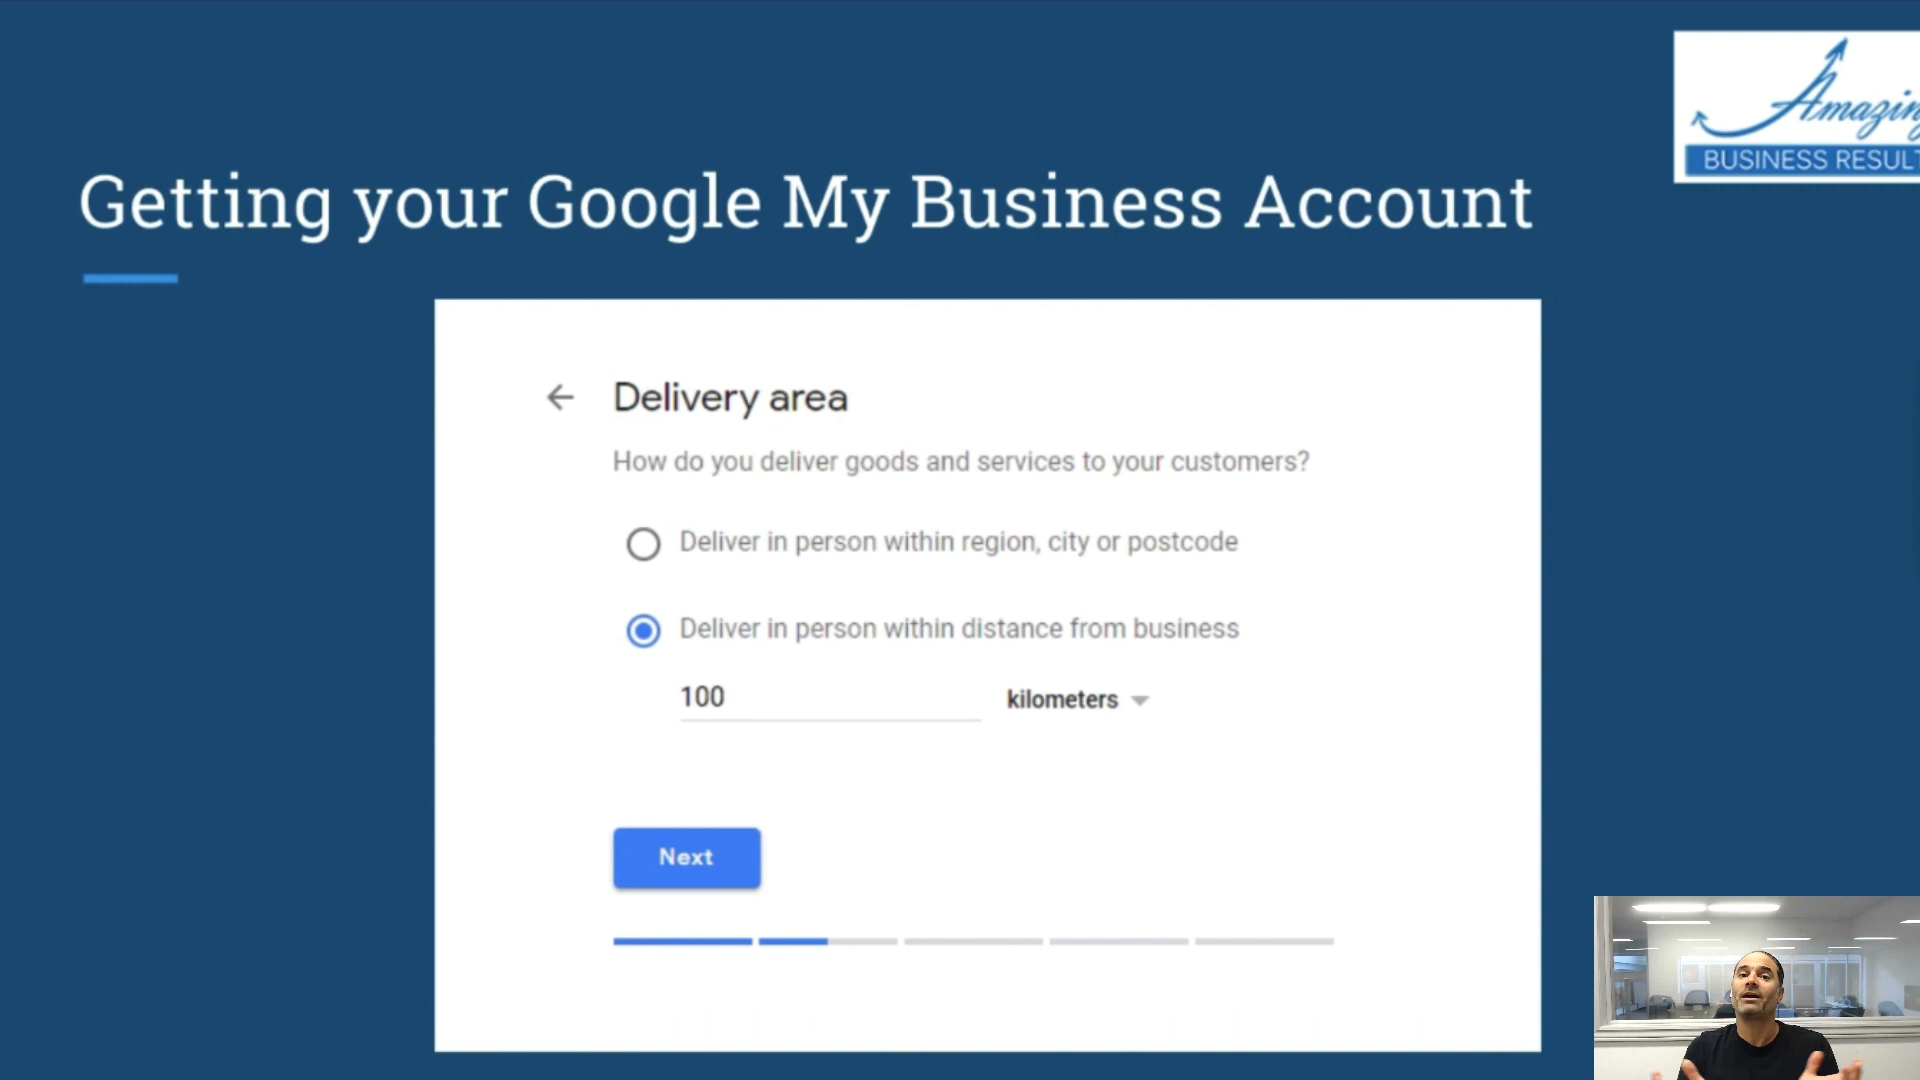 Amazin
BUSINESS RESULT
Getting your Google My Business Account
Delivery area
How do you deliver goods and services to your customers?
Deliver in person within region, city or postcode
Deliver in person within distance from business
100 kilometers
Next